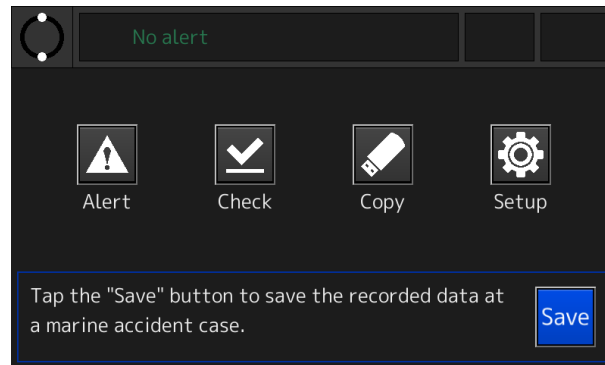 No alert
Alert Check Copy Setup
Tap the "Save" button to save the recorded data at
a marine accident case.
Save